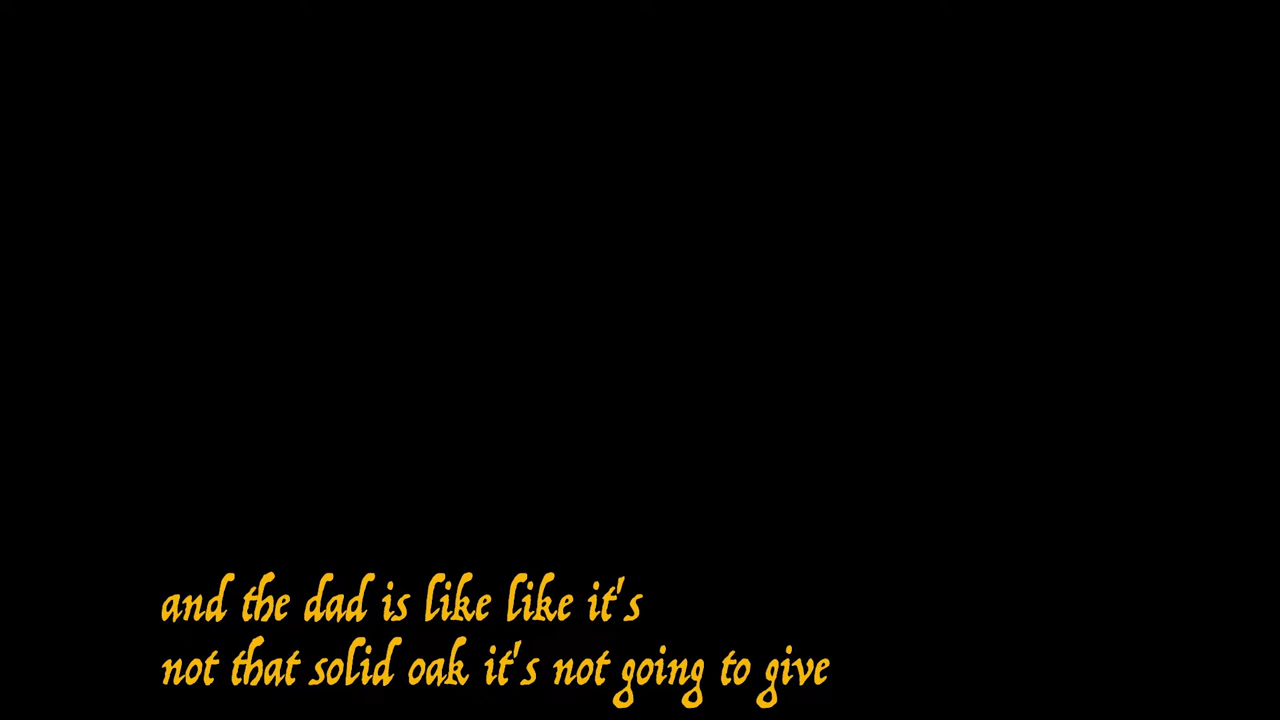 and the dad is like like it's
not that solid oak it's not going to give